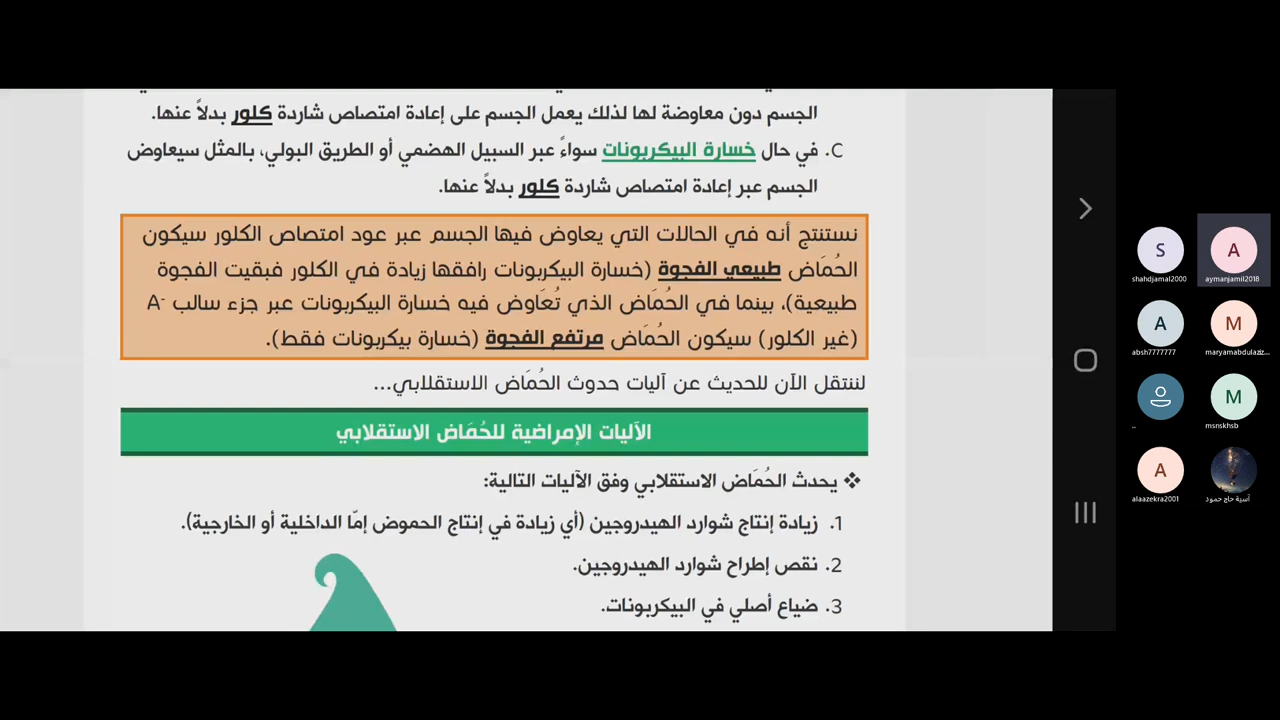 الجسم دون معاوضة لها لذلك يعمل الجسم على إعادة امتصاص شاردة كلور بدلاً عنها.
C. في حال خسارة البيكربونات سواءً عبر السبيل الهضمي أو الطريق البولي، بالمثل سيعاوض
الجسم عبر إعادة امتصاص شاردة كلور بدلاً عنها.
نستنتج أنه في الحالات التي يعاوض فيها الجسم عبر عود امتصاص الكلور سيكون
الحُمَاض طبيعي الفجوة (خسارة البيكربونات رافقها زيادة في الكلور فبقيت الفجوة
طبيعية)، بينما في الحُمَاض الذي تُعَاوض فيه خسارة البيكربونات عبر جزء سالب A⁻
(غير الكلور) سيكون الحُمَاض مرتفع الفجوة (خسارة بيكربونات فقط).
لننتقل الآن للحديث عن آليات حدوث الحُمَاض الاستقلابي...
الآليات الإمراضية للحُمَاض الاستقلابي
❖ يحدث الحُمَاض الاستقلابي وفق الآليات التالية:
1. زيادة إنتاج شوارد الهيدروجين (أي زيادة في إنتاج الحموض إمّا الداخلية أو الخارجية).
2. نقص إطراح شوارد الهيدروجين.
3. ضياع أصلي في البيكربونات.
S
shahdjamal2000
A
aymanjamil2018
A
absh7777777
M
maryamabdulaziz...
..
M
msnskhsb
A
alaazekra2001
آسية حاج حمود